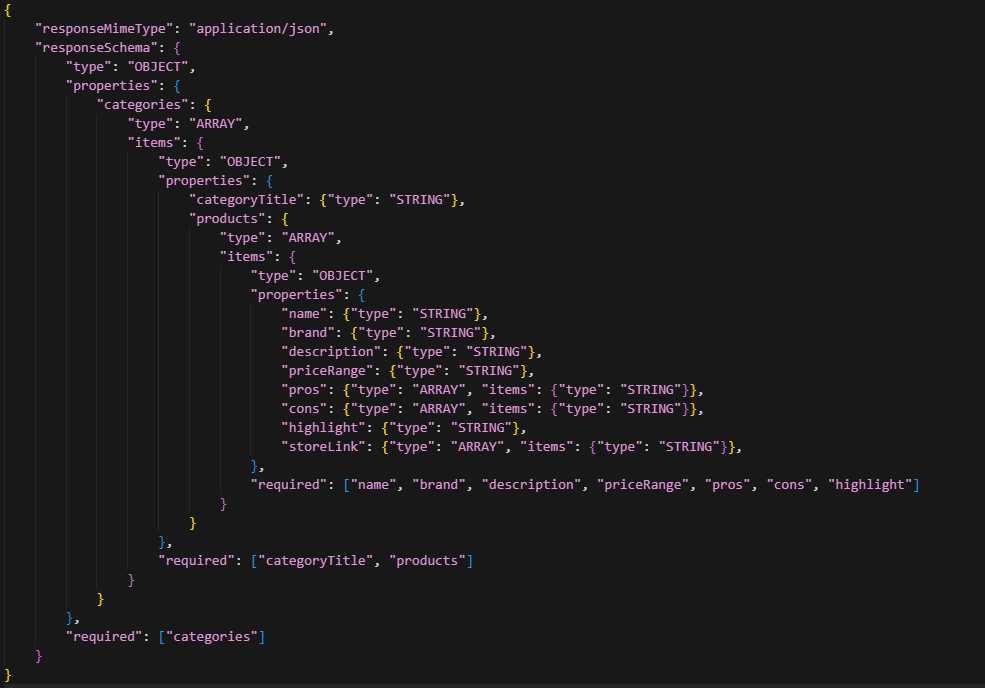 {
    "responseMimeType": "application/json",
    "responseSchema": {
        "type": "OBJECT",
        "properties": {
            "categories": {
                "type": "ARRAY",
                "items": {
                    "type": "OBJECT",
                    "properties": {
                        "categoryTitle": {"type": "STRING"},
                        "products": {
                            "type": "ARRAY",
                            "items": {
                                "type": "OBJECT",
                                "properties": {
                                    "name": {"type": "STRING"},
                                    "brand": {"type": "STRING"},
                                    "description": {"type": "STRING"},
                                    "priceRange": {"type": "STRING"},
                                    "pros": {"type": "ARRAY", "items": {"type": "STRING"}},
                                    "cons": {"type": "ARRAY", "items": {"type": "STRING"}},
                                    "highlight": {"type": "STRING"},
                                    "storeLink": {"type": "ARRAY", "items": {"type": "STRING"}},
                                },
                                "required": ["name", "brand", "description", "priceRange", "pros", "cons", "highlight"]
                            }
                        }
                    },
                    "required": ["categoryTitle", "products"]
                }
            }
        },
        "required": ["categories"]
    }
}